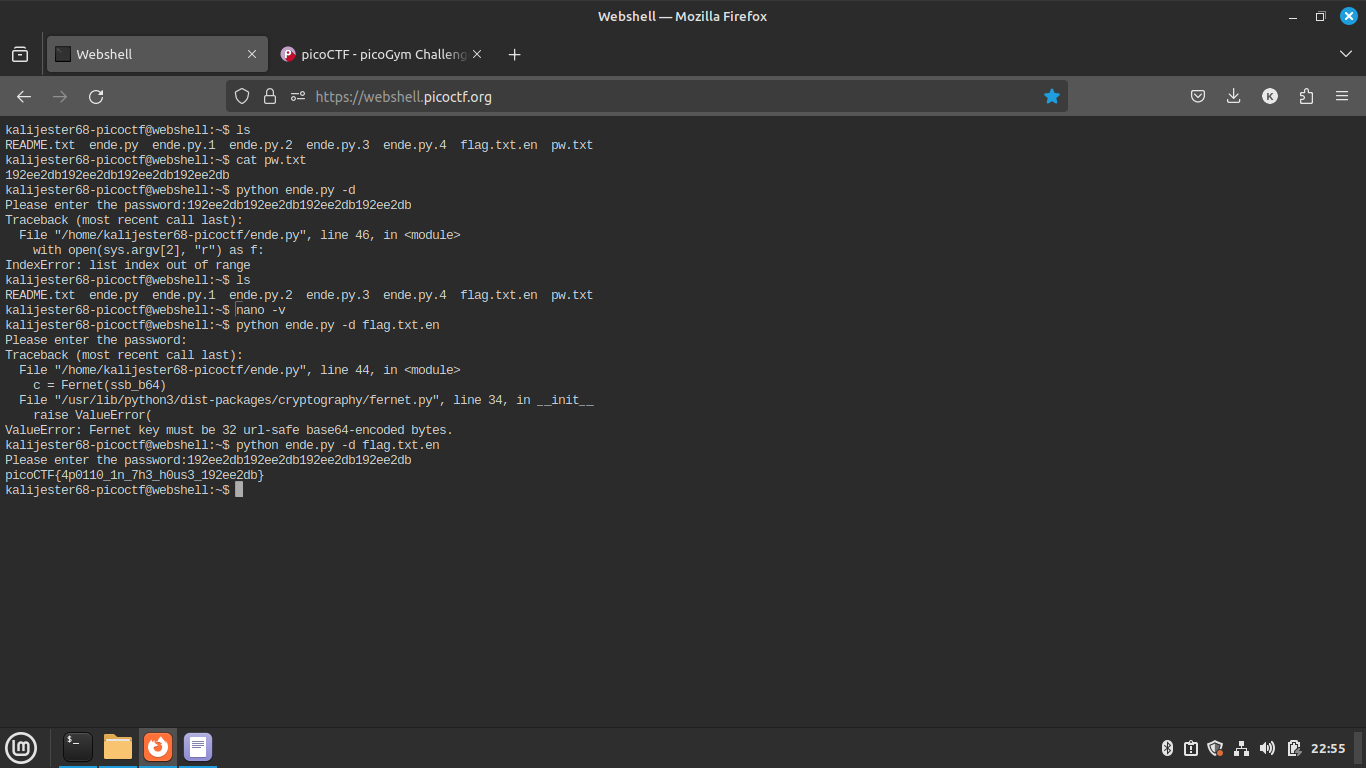 Webshell — Mozilla Firefox
Webshell
picoCTF - picoGym Challeng
https://webshell.picoctf.org
K
kalijester68-picoctf@webshell:~$ ls
README.txt  ende.py  ende.py.1  ende.py.2  ende.py.3  ende.py.4  flag.txt.en  pw.txt
kalijester68-picoctf@webshell:~$ cat pw.txt
192ee2db192ee2db192ee2db192ee2db
kalijester68-picoctf@webshell:~$ python ende.py -d
Please enter the password:192ee2db192ee2db192ee2db192ee2db
Traceback (most recent call last):
  File "/home/kalijester68-picoctf/ende.py", line 46, in <module>
    with open(sys.argv[2], "r") as f:
IndexError: list index out of range
kalijester68-picoctf@webshell:~$ ls
README.txt  ende.py  ende.py.1  ende.py.2  ende.py.3  ende.py.4  flag.txt.en  pw.txt
kalijester68-picoctf@webshell:~$ nano -v
kalijester68-picoctf@webshell:~$ python ende.py -d flag.txt.en
Please enter the password:
Traceback (most recent call last):
  File "/home/kalijester68-picoctf/ende.py", line 44, in <module>
    c = Fernet(ssb_b64)
  File "/usr/lib/python3/dist-packages/cryptography/fernet.py", line 34, in __init__
    raise ValueError(
ValueError: Fernet key must be 32 url-safe base64-encoded bytes.
kalijester68-picoctf@webshell:~$ python ende.py -d flag.txt.en
Please enter the password:192ee2db192ee2db192ee2db192ee2db
picoCTF{4p0110_1n_7h3_h0us3_192ee2db}
kalijester68-picoctf@webshell:~$
$_
22:55